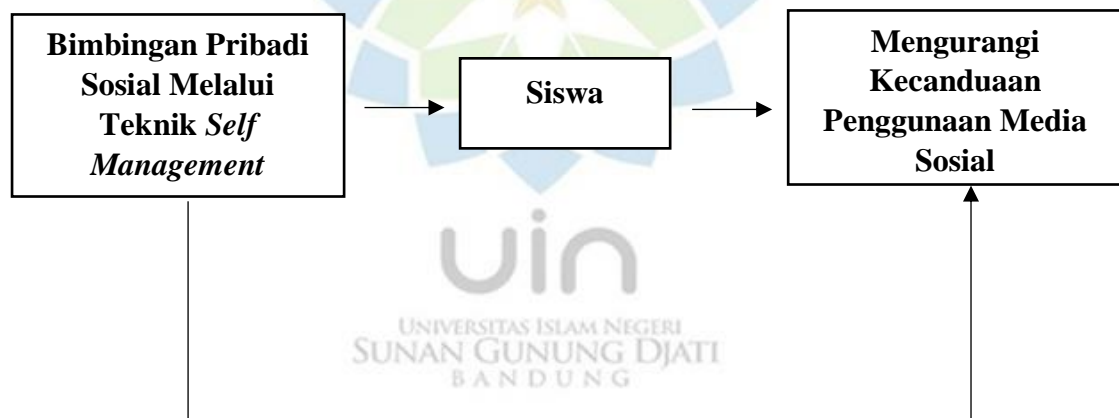 Bimbingan Pribadi
Sosial Melalui
Teknik Self
Management
Siswa
Mengurangi
Kecanduaan
Penggunaan Media
Sosial
uin
UNIVERSITAS ISLAM NEGERI
SUNAN GUNUNG DJATI
BANDUNG